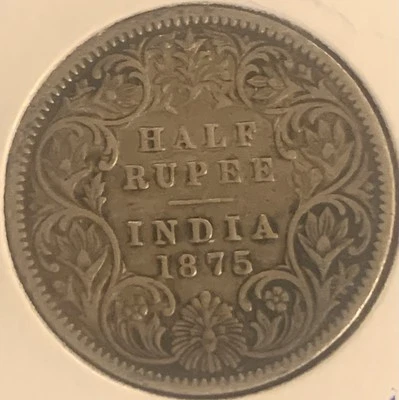 HALF
RUPEE
INDIA
1875